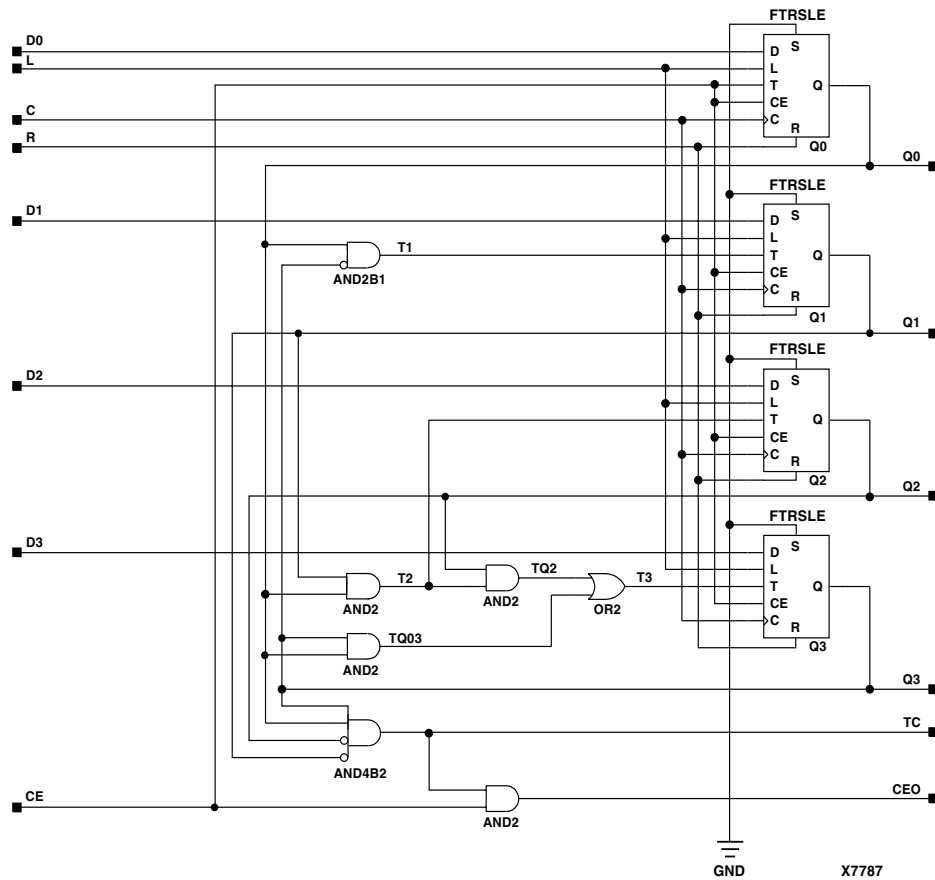 FTRSLE
D0
L
C
R
S
D
L
T
CE
C
R
Q
Q0
Q0
FTRSLE
D1
S
D
L
T
CE
C
R
Q
Q1
T1
AND2B1
Q1
FTRSLE
D2
S
D
L
T
CE
C
R
Q
Q2
Q2
FTRSLE
D3
S
D
L
T
CE
C
R
Q
Q3
T2
AND2
TQ2
AND2
T3
OR2
TQ03
AND2
Q3
TC
AND4B2
CE
CEO
AND2
GND
X7787